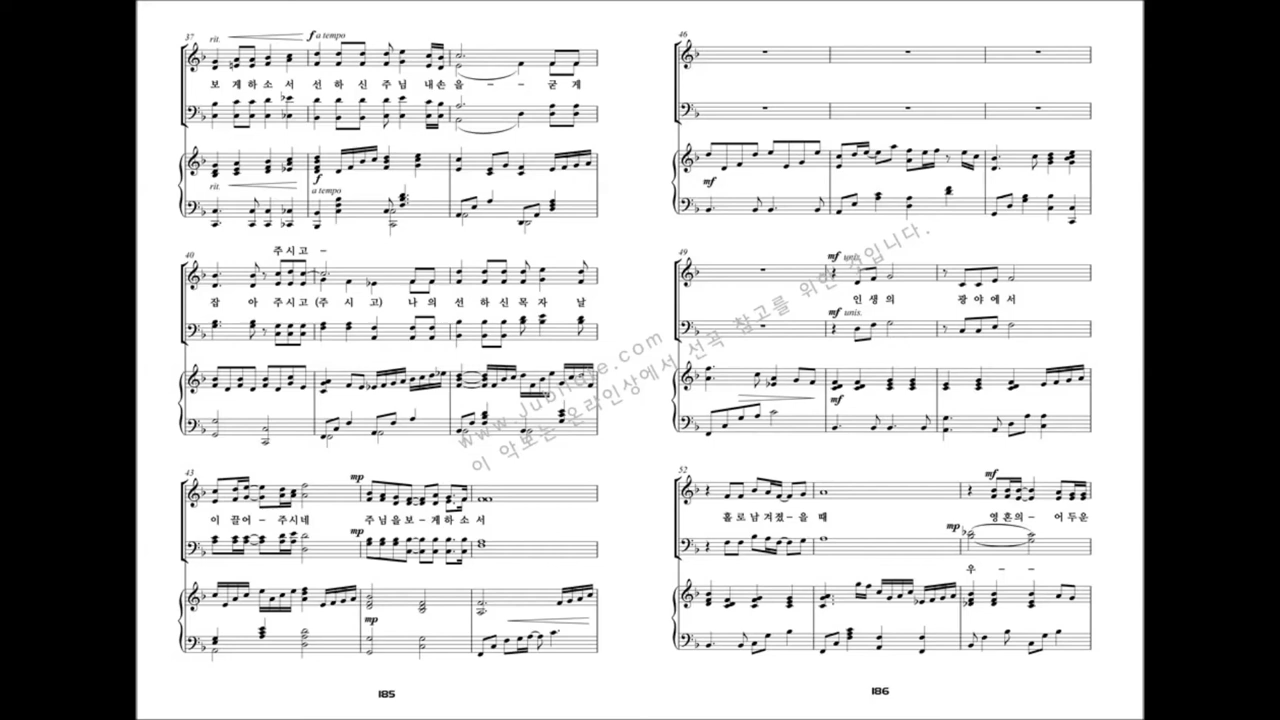 37
rit.
f a tempo
보 게 하 소 서 선 하 신 주 님 내 손 을 - - 굳 게
rit.
f
a tempo
40
주 시 고 -
잡 아 주 시 고 (주 시 고) 나 의 선 하 신 목 자 날
43
mp
이 끌 어 - 주 시 네 주 님 을 보 - 게 하 소 서
mp
mp
185
46
mf
49
mf unis.
인 생 의 광 야 에 서
mf unis.
mf
52
mf
홀 로 남 겨 졌 - 을 때 영 혼 의 - 어 두 운
mp
우 - -
186
www.jubilate.com
이 악보는 온라인상에서 선곡 참고를 위한 것입니다.